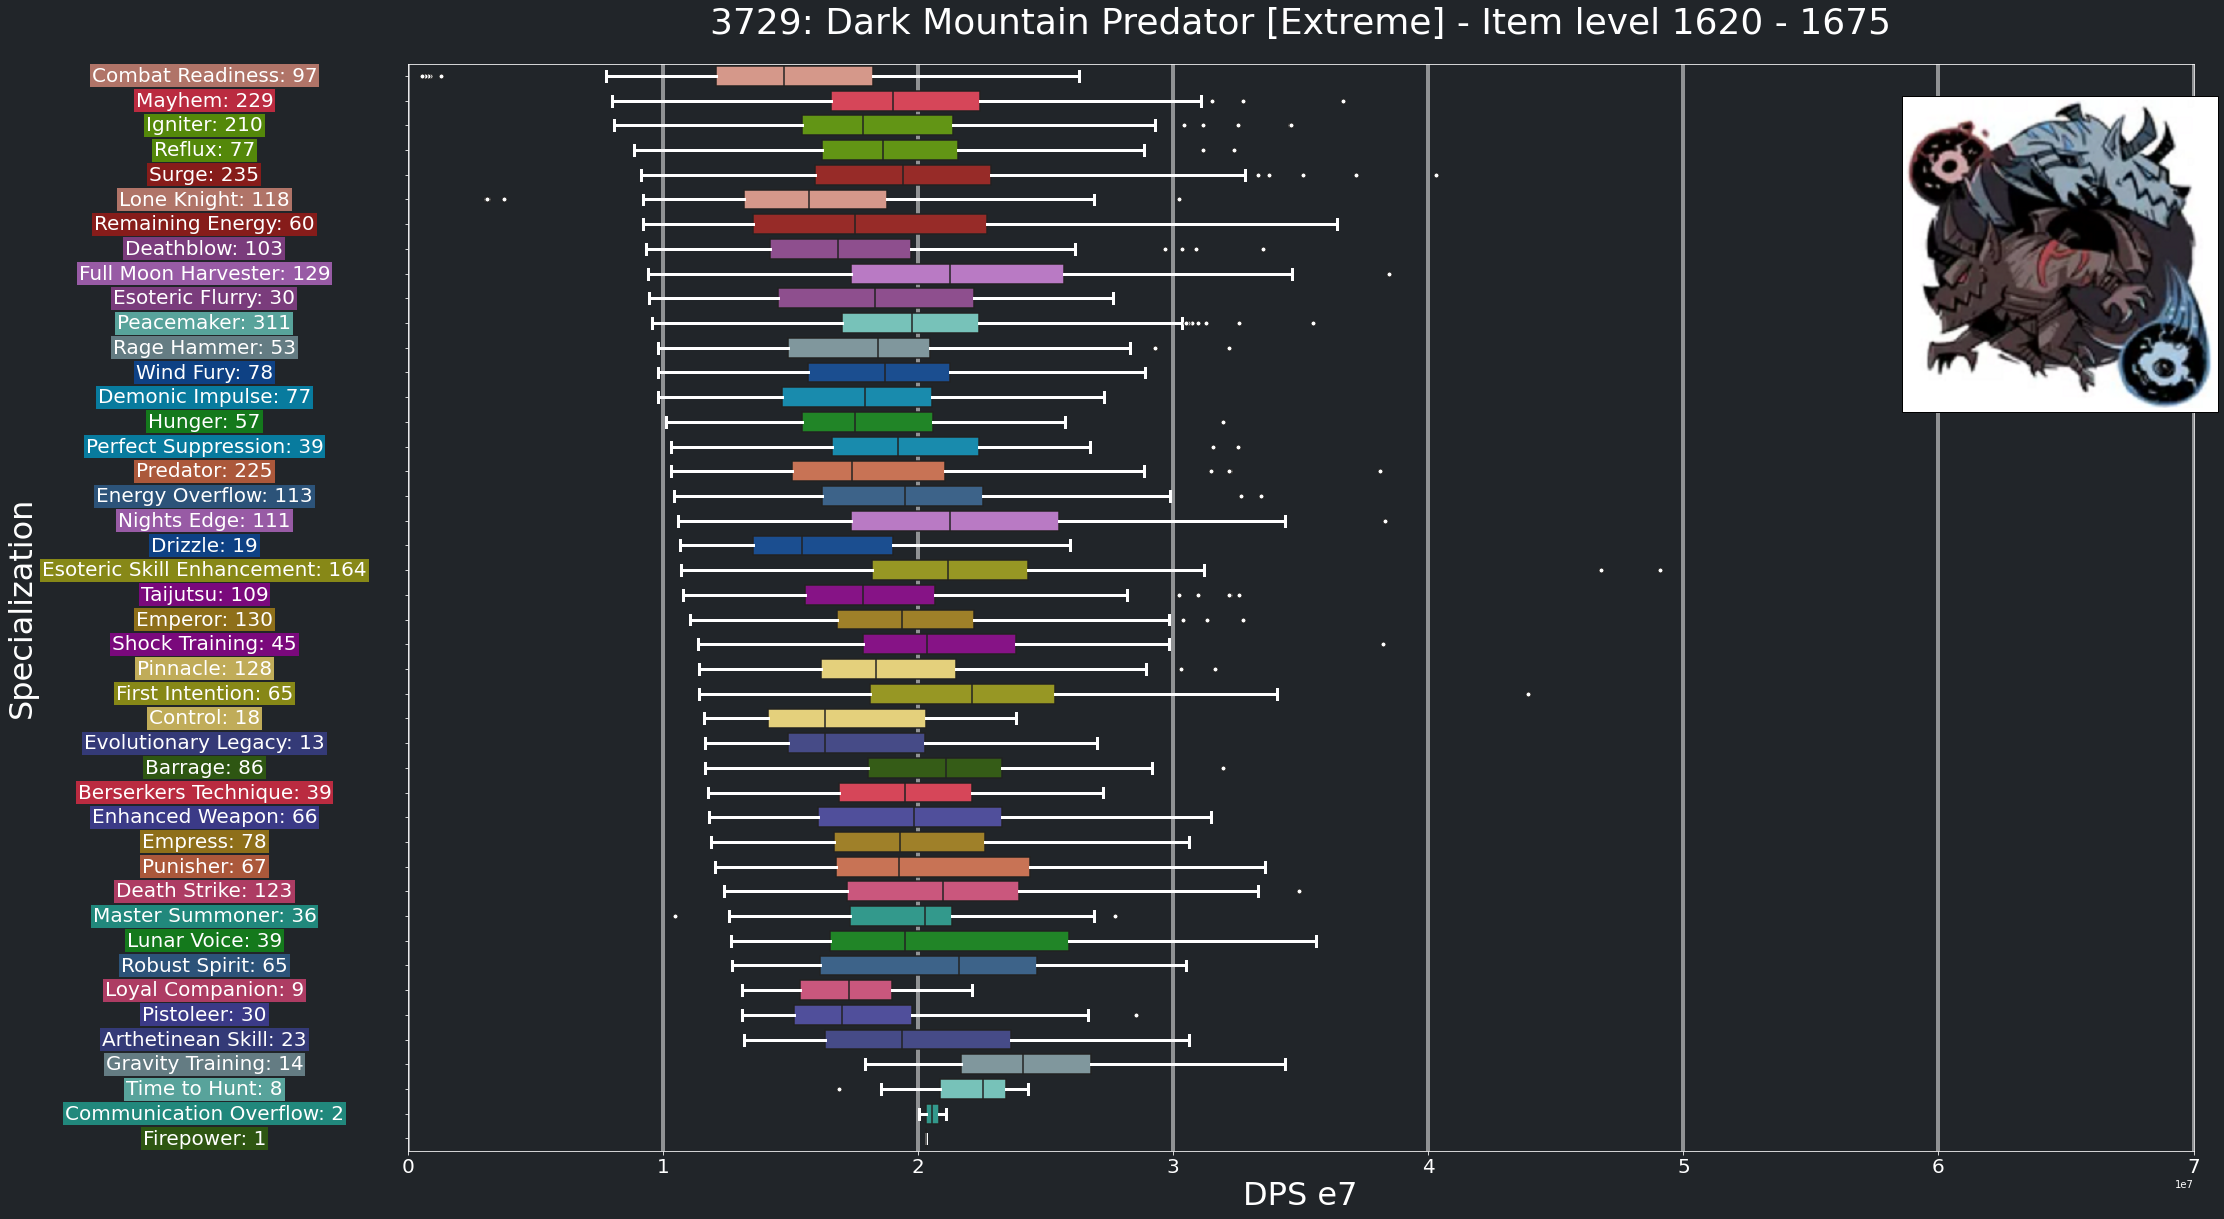 3729: Dark Mountain Predator [Extreme] - Item level 1620 - 1675
Combat Readiness: 97
Mayhem: 229
Igniter: 210
Reflux: 77
Surge: 235
Lone Knight: 118
Remaining Energy: 60
Deathblow: 103
Full Moon Harvester: 129
Esoteric Flurry: 30
Peacemaker: 311
Rage Hammer: 53
Wind Fury: 78
Demonic Impulse: 77
Hunger: 57
Perfect Suppression: 39
Predator: 225
Energy Overflow: 113
Nights Edge: 111
Drizzle: 19
Esoteric Skill Enhancement: 164
Taijutsu: 109
Emperor: 130
Shock Training: 45
Pinnacle: 128
First Intention: 65
Control: 18
Evolutionary Legacy: 13
Barrage: 86
Berserkers Technique: 39
Enhanced Weapon: 66
Empress: 78
Punisher: 67
Death Strike: 123
Master Summoner: 36
Lunar Voice: 39
Robust Spirit: 65
Loyal Companion: 9
Pistoleer: 30
Arthetinean Skill: 23
Gravity Training: 14
Time to Hunt: 8
Communication Overflow: 2
Firepower: 1
Specialization
0 1 2 3 4 5 6 7
1e7
DPS e7